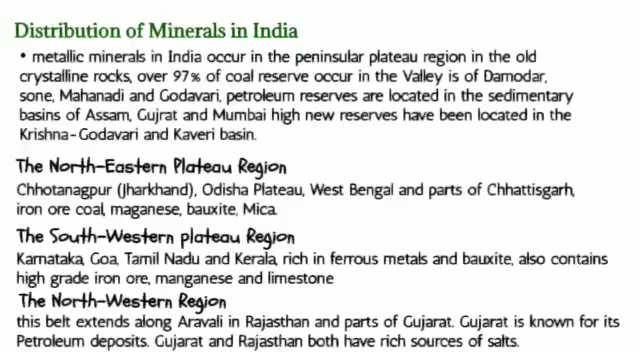 Distribution of Minerals in India
• metallic minerals in India occur in the peninsular plateau region in the old
crystalline rocks, over 97% of coal reserve occur in the Valley is of Damodar,
sone, Mahanadi and Godavari, petroleum reserves are located in the sedimentary
basins of Assam, Gujrat and Mumbai high new reserves have been located in the
Krishna-Godavari and Kaveri basin.
The North-Eastern Plateau Region
Chhotanagpur (Jharkhand), Odisha Plateau, West Bengal and parts of Chhattisgarh,
iron ore coal, maganese, bauxite, Mica.
The South-Western plateau Region
Karnataka, Goa, Tamil Nadu and Kerala, rich in ferrous metals and bauxite, also contains
high grade iron ore, manganese and limestone
The North-Western Region
this belt extends along Aravali in Rajasthan and parts of Gujarat. Gujarat is known for its
Petroleum deposits. Gujarat and Rajasthan both have rich sources of salts.